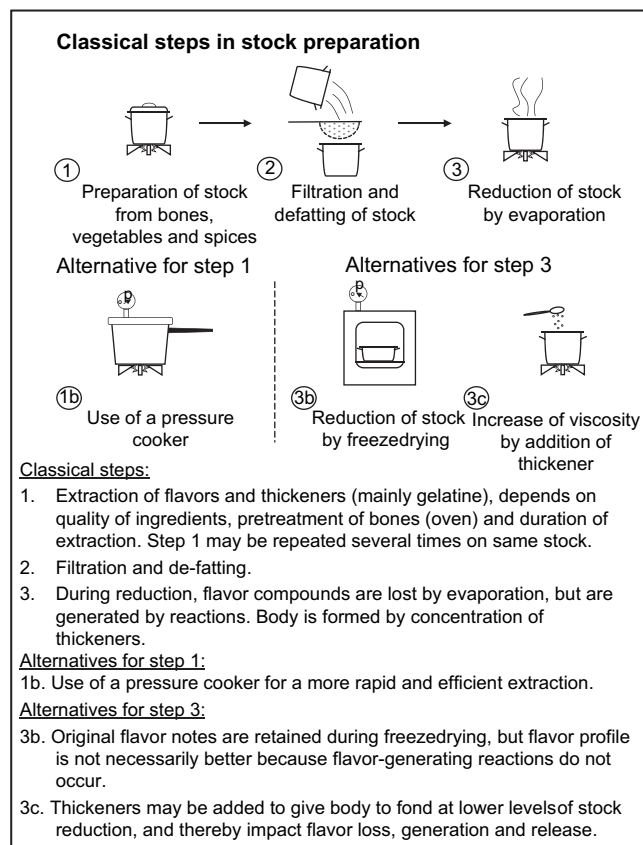 Classical steps in stock preparation
1
Preparation of stock
from bones,
vegetables and spices
2
Filtration and
defatting of stock
3
Reduction of stock
by evaporation
Alternative for step 1
Alternatives for step 3
p
1b
Use of a pressure
cooker
p
3b
Reduction of stock
by freezedrying
3c
Increase of viscosity
by addition of
thickener
Classical steps:
1. Extraction of flavors and thickeners (mainly gelatine), depends on
quality of ingredients, pretreatment of bones (oven) and duration of
extraction. Step 1 may be repeated several times on same stock.
2. Filtration and de-fatting.
3. During reduction, flavor compounds are lost by evaporation, but are
generated by reactions. Body is formed by concentration of
thickeners.
Alternatives for step 1:
1b. Use of a pressure cooker for a more rapid and efficient extraction.
Alternatives for step 3:
3b. Original flavor notes are retained during freezedrying, but flavor profile
is not necessarily better because flavor-generating reactions do not
occur.
3c. Thickeners may be added to give body to fond at lower levelsof stock
reduction, and thereby impact flavor loss, generation and release.